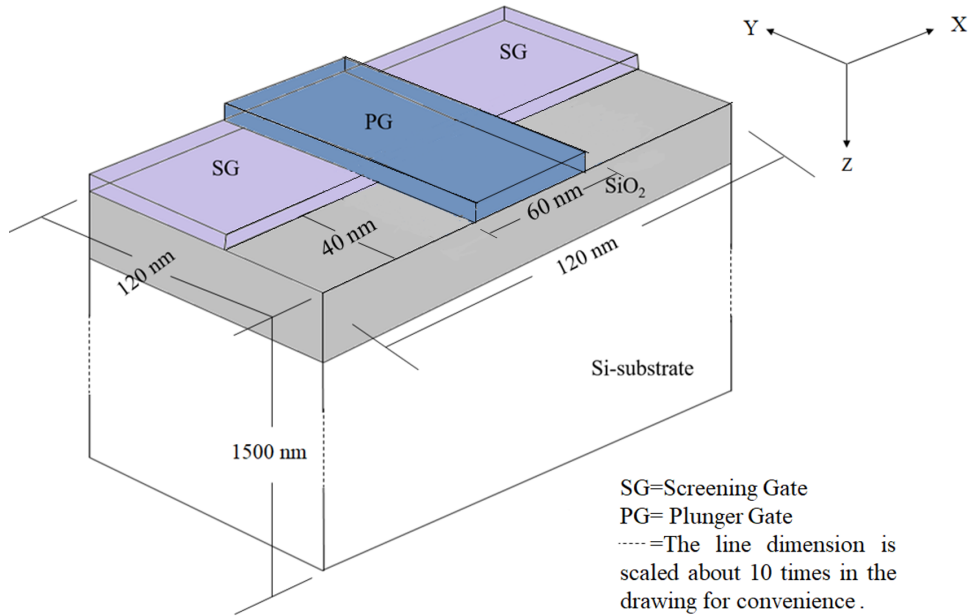 SG
Y
X
PG
Z
SG
SiO₂
60 nm
40 nm
120 nm
120 nm
Si-substrate
1500 nm
SG=Screening Gate
PG= Plunger Gate
-----=The line dimension is
scaled about 10 times in the
drawing for convenience .